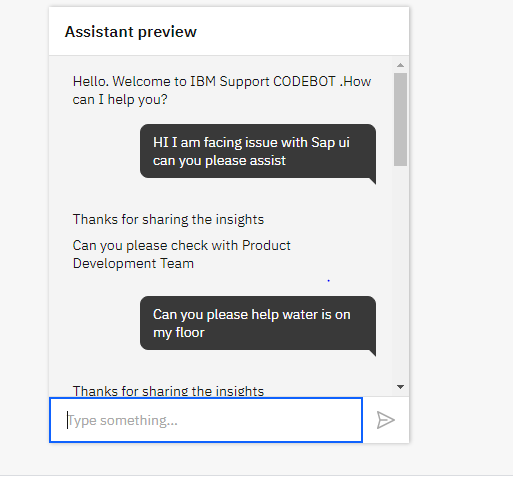 Assistant preview
Hello. Welcome to IBM Support CODEBOT .How
can I help you?
HI I am facing issue with Sap ui
can you please assist
Thanks for sharing the insights
Can you please check with Product
Development Team
Can you please help water is on
my floor
Thanks for sharing the insights
Type something...